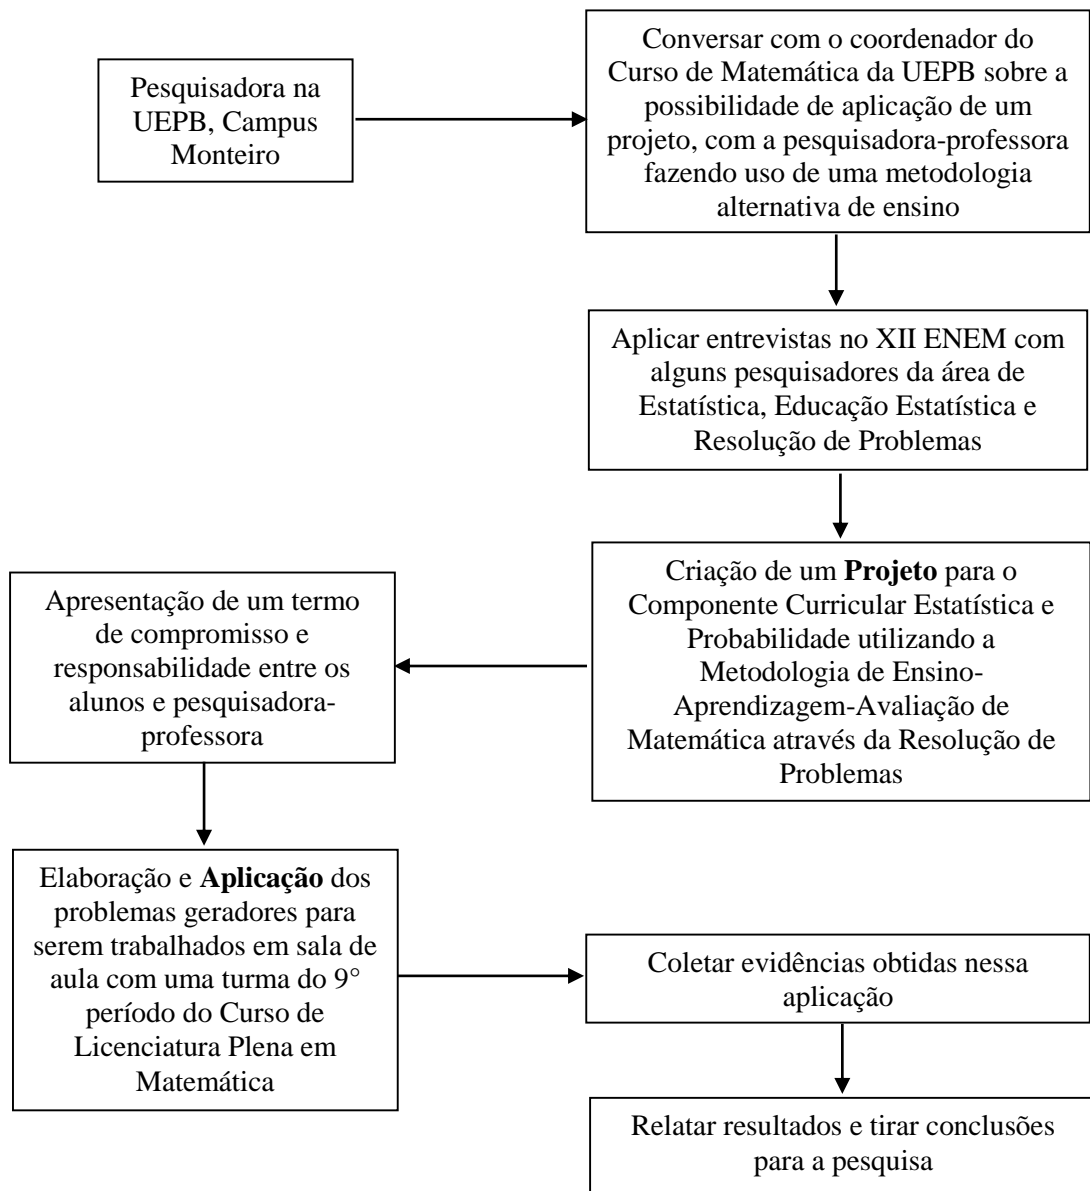 Pesquisadora na
UEPB, Campus
Monteiro
Conversar com o coordenador do
Curso de Matemática da UEPB sobre a
possibilidade de aplicação de um
projeto, com a pesquisadora-professora
fazendo uso de uma metodologia
alternativa de ensino
Aplicar entrevistas no XII ENEM com
alguns pesquisadores da área de
Estatística, Educação Estatística e
Resolução de Problemas
Criação de um Projeto para o
Componente Curricular Estatística e
Probabilidade utilizando a
Metodologia de Ensino-
Aprendizagem-Avaliação de
Matemática através da Resolução de
Problemas
Apresentação de um termo
de compromisso e
responsabilidade entre os
alunos e pesquisadora-
professora
Elaboração e Aplicação dos
problemas geradores para
serem trabalhados em sala de
aula com uma turma do 9°
período do Curso de
Licenciatura Plena em
Matemática
Coletar evidências obtidas nessa
aplicação
Relatar resultados e tirar conclusões
para a pesquisa